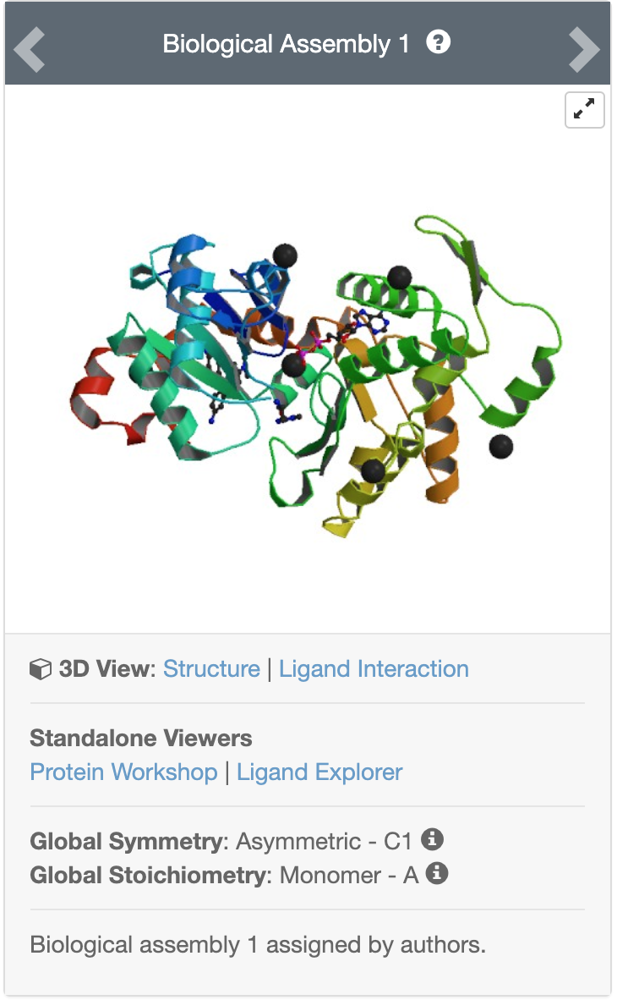 Biological Assembly 1 ?
3D View: Structure | Ligand Interaction
Standalone Viewers
Protein Workshop | Ligand Explorer
Global Symmetry: Asymmetric - C1 i
Global Stoichiometry: Monomer - A i
Biological assembly 1 assigned by authors.